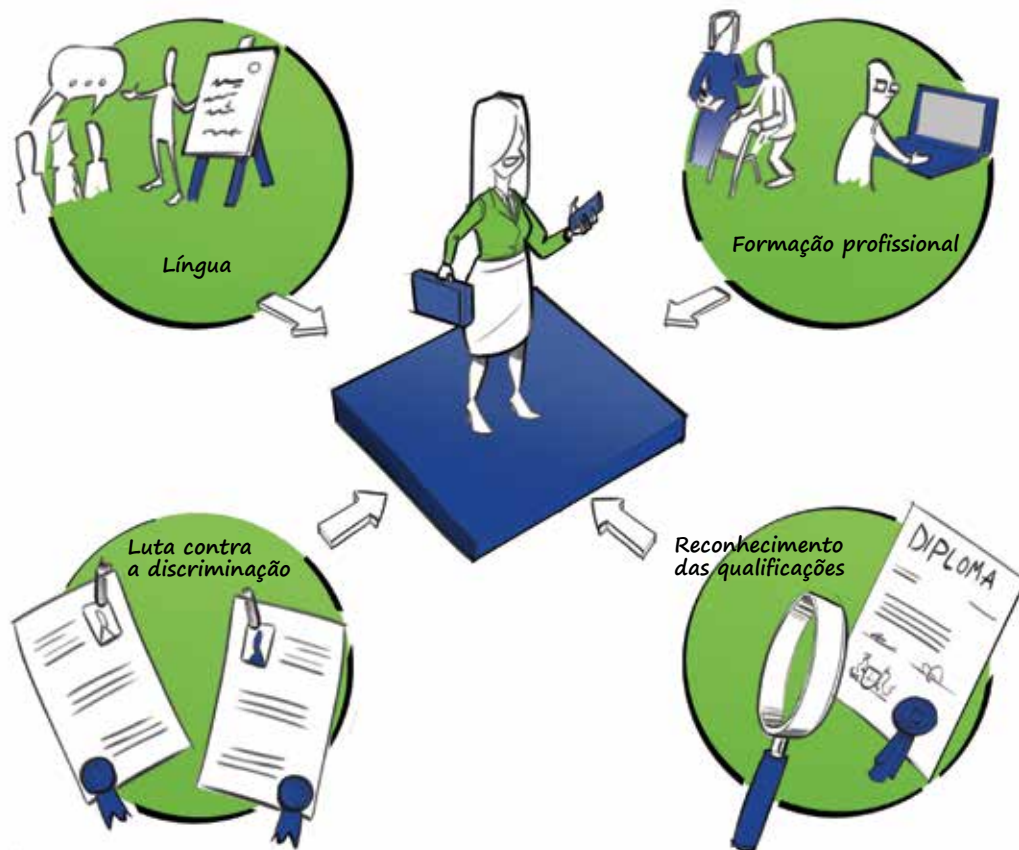 Língua
Formação profissional
Luta contra
a discriminação
Reconhecimento
das qualificações
DIPLOMA